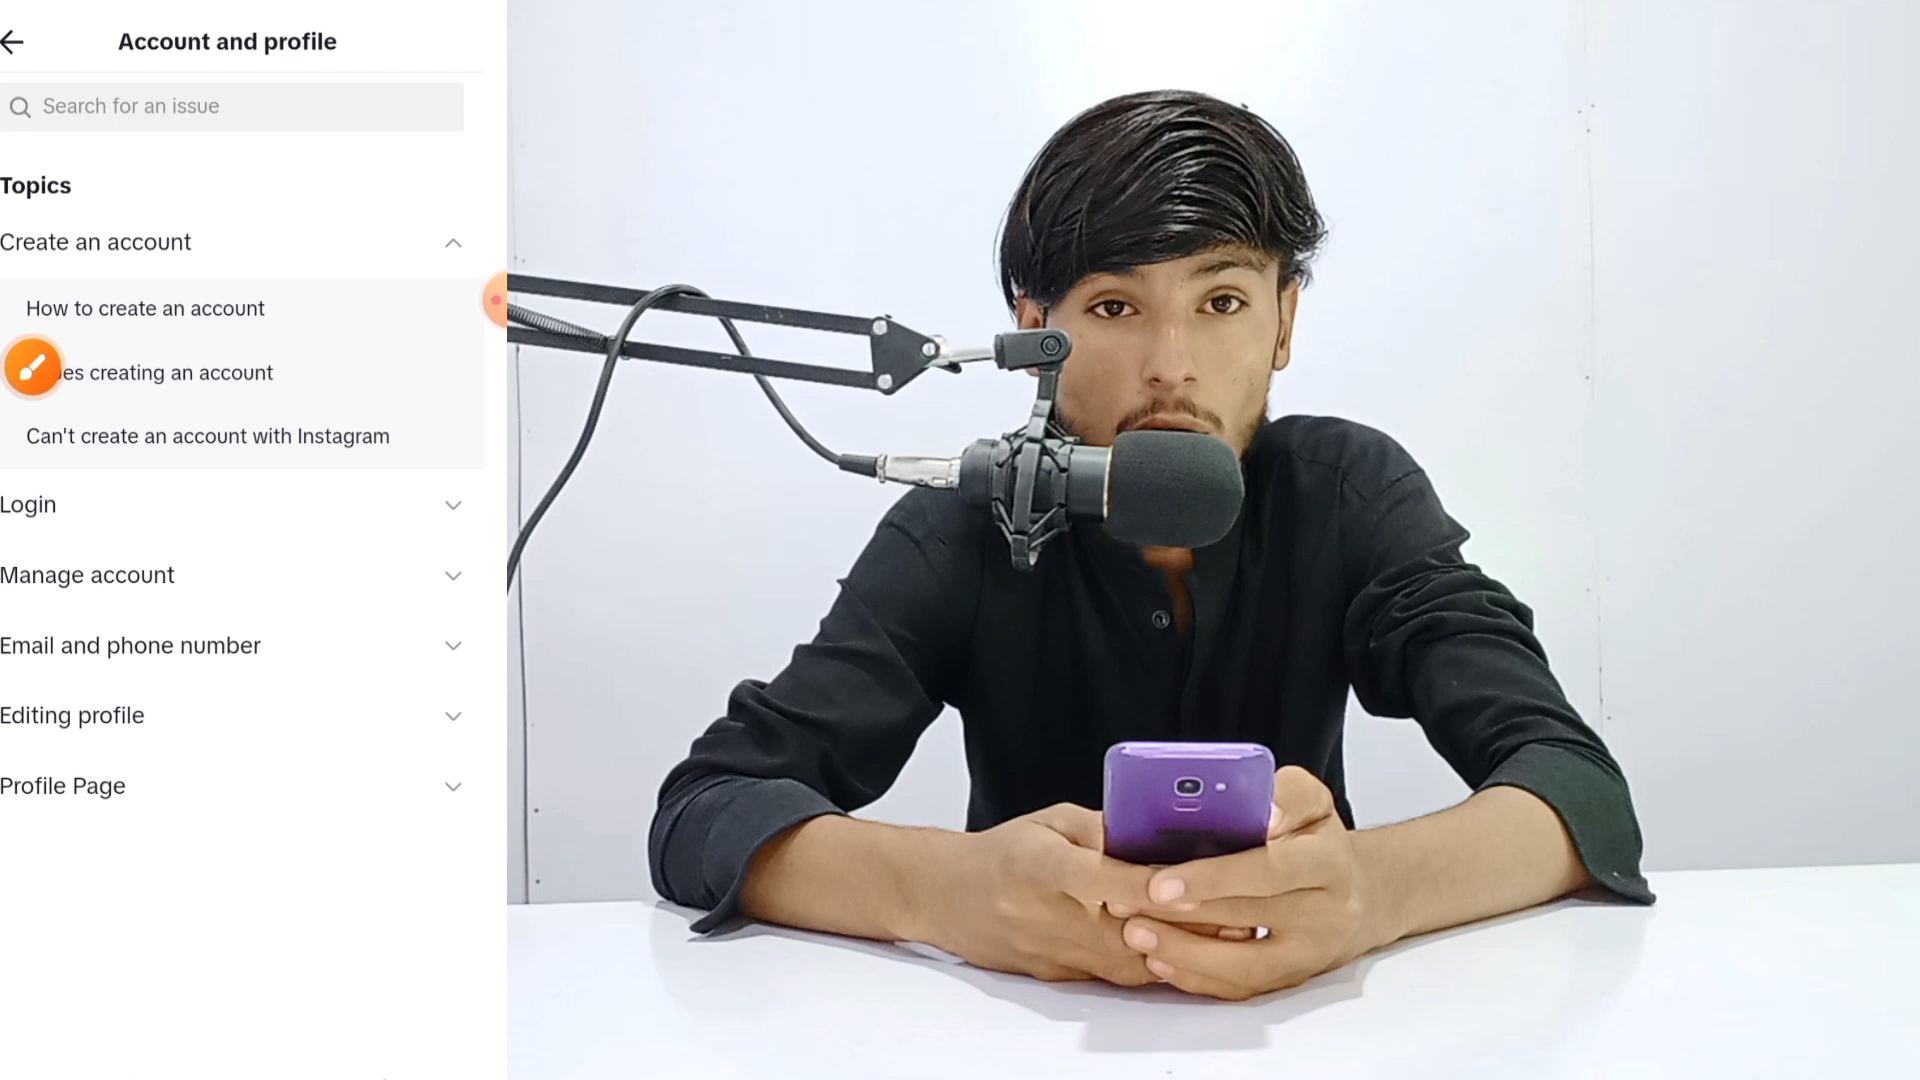 Account and profile
Search for an issue
Topics
Create an account
How to create an account
creating an account
Can't create an account with Instagram
Login
Manage account
Email and phone number
Editing profile
Profile Page